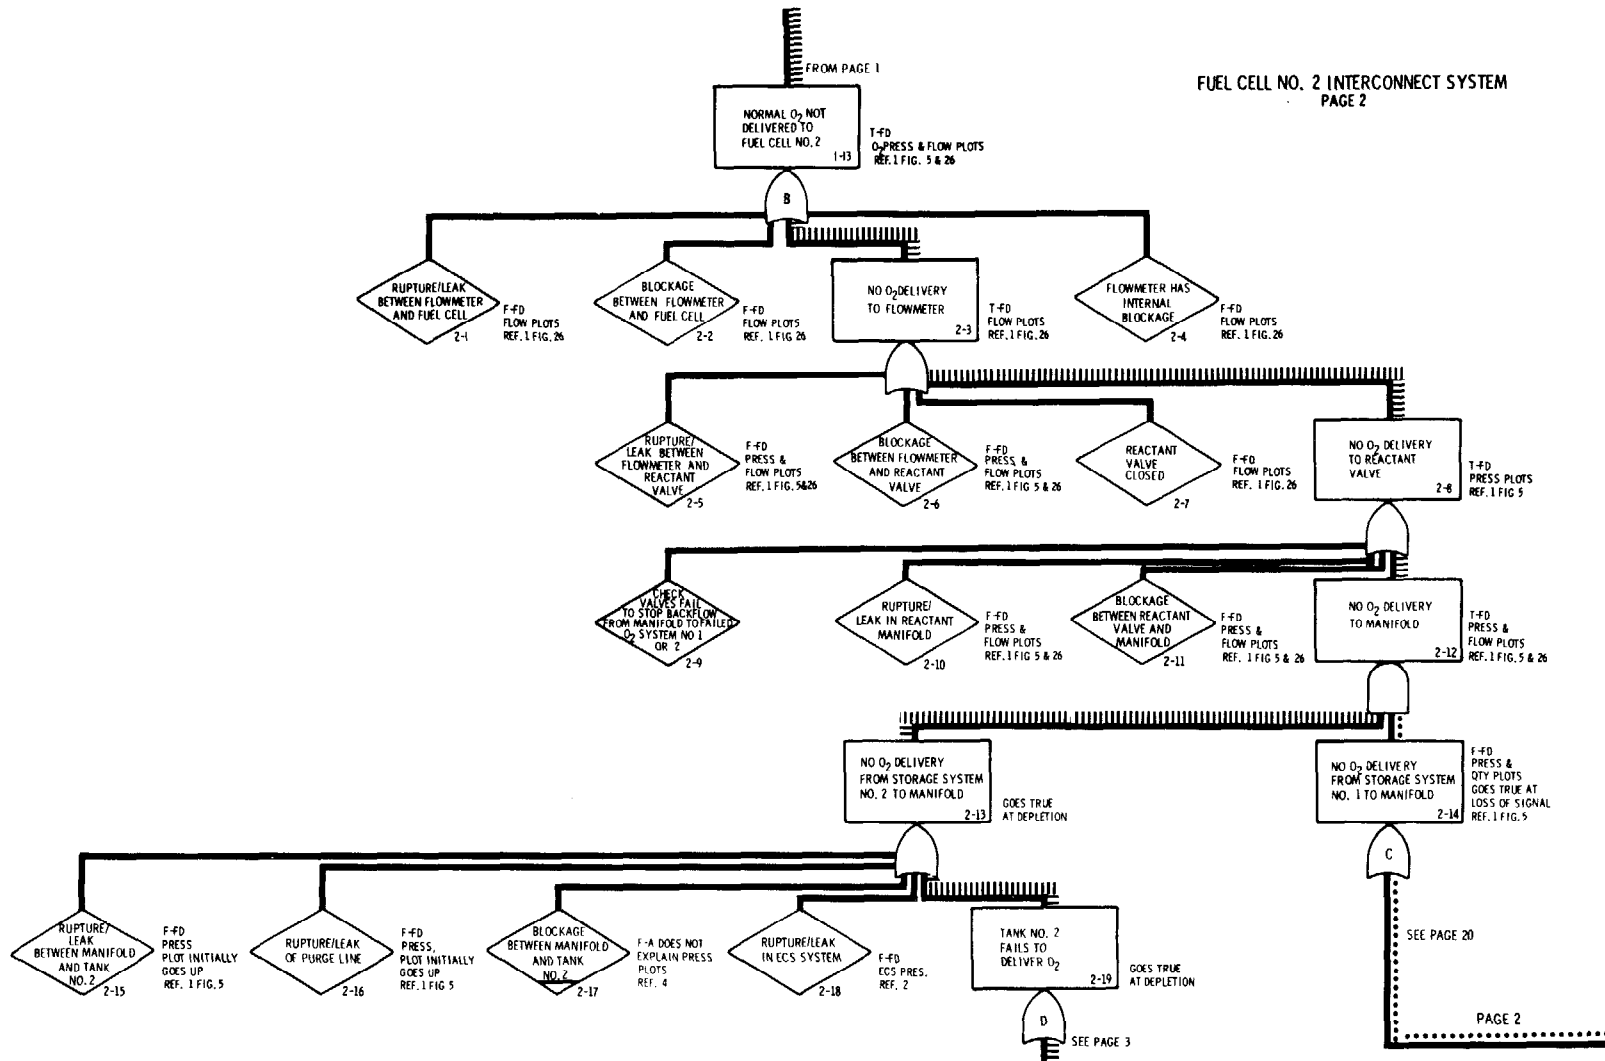 FROM PAGE 1
FUEL CELL NO. 2 INTERCONNECT SYSTEM
PAGE 2
NORMAL O2 NOT
DELIVERED TO
FUEL CELL NO. 2
1-13
T-FD
O2PRESS & FLOW PLOTS
REF. 1 FIG. 5 & 26
B
RUPTURE/LEAK
BETWEEN FLOWMETER
AND FUEL CELL
2-1
F-FD
FLOW PLOTS
REF. 1 FIG. 26
BLOCKAGE
BETWEEN FLOWMETER
AND FUEL CELL
2-2
F-FD
FLOW PLOTS
REF. 1 FIG 26
NO O2 DELIVERY
TO FLOWMETER
2-3
T-FD
FLOW PLOTS
REF. 1 FIG. 26
FLOWMETER HAS
INTERNAL
BLOCKAGE
2-4
F-FD
FLOW PLOTS
REF. 1 FIG. 26
RUPTURE/
LEAK BETWEEN
FLOWMETER AND
REACTANT
VALVE
2-5
F-FD
PRESS &
FLOW PLOTS
REF. 1 FIG. 5&26
BLOCKAGE
BETWEEN FLOWMETER
AND REACTANT
VALVE
2-6
F-FD
PRESS, &
FLOW PLOTS
REF. 1 FIG 5 & 26
REACTANT
VALVE
CLOSED
2-7
F-FD
FLOW PLOTS
REF. 1 FIG. 26
NO O2 DELIVERY
TO REACTANT
VALVE
2-8
T-FD
PRESS PLOTS
REF. 1 FIG 5
CHECK
VALVES FAIL
TO STOP BACKFLOW
FROM MANIFOLD TO FAILED
O2 SYSTEM NO 1
OR 2
2-9
RUPTURE/
LEAK IN REACTANT
MANIFOLD
2-10
F-FD
PRESS &
FLOW PLOTS
REF. 1 FIG 5 & 26
BLOCKAGE
BETWEEN REACTANT
VALVE AND
MANIFOLD
2-11
F-FD
PRESS &
FLOW PLOTS
REF. 1 FIG 5 & 26
NO O2 DELIVERY
TO MANIFOLD
2-12
T-FD
PRESS &
FLOW PLOTS
REF. 1 FIG. 5 & 26
NO O2 DELIVERY
FROM STORAGE SYSTEM
NO. 2 TO MANIFOLD
2-13
GOES TRUE
AT DEPLETION
NO O2 DELIVERY
FROM STORAGE SYSTEM
NO. 1 TO MANIFOLD
2-14
F-FD
PRESS &
QTY PLOTS
GOES TRUE AT
LOSS OF SIGNAL
REF. 1 FIG. 5
C
RUPTURE/
LEAK
BETWEEN MANIFOLD
AND TANK
NO. 2
2-15
F-FD
PRESS
PLOT INITIALLY
GOES UP
REF. 1 FIG. 5
RUPTURE/LEAK
OF PURGE LINE
2-16
F-FD
PRESS,
PLOT INITIALLY
GOES UP
REF. 1 FIG 5
BLOCKAGE
BETWEEN MANIFOLD
AND TANK
NO. 2
2-17
F-A DOES NOT
EXPLAIN PRESS
PLOTS
REF. 4
RUPTURE/LEAK
IN ECS SYSTEM
2-18
F-FD
ECS PRES.
REF. 2
TANK NO. 2
FAILS TO
DELIVER O2
2-19
GOES TRUE
AT DEPLETION
SEE PAGE 20
D
SEE PAGE 3
PAGE 2